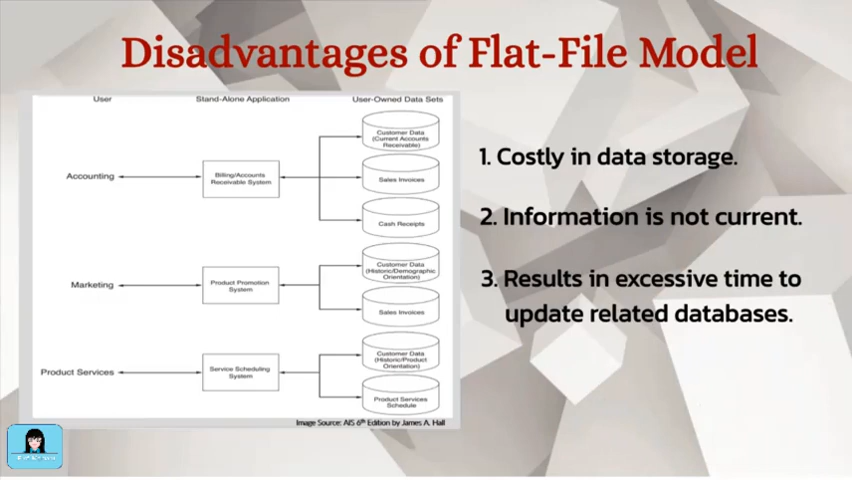 Disadvantages of Flat-File Model
User Stand-Alone Application User-Owned Data Sets
Customer Data
(Current Accounts
Receivable)
Accounting
Billing/Accounts
Receivable System
Sales Invoices
Cash Receipts
Customer Data
(Historic/Demographic
Orientation)
Marketing
Product Promotion
System
Sales Invoices
Customer Data
(Historic/Product
Orientation)
Product Services
Service Scheduling
System
Product Services
Schedule
Image Source: AIS 6th Edition by James A. Hall
1. Costly in data storage.
2. Information is not current.
3. Results in excessive time to
update related databases.